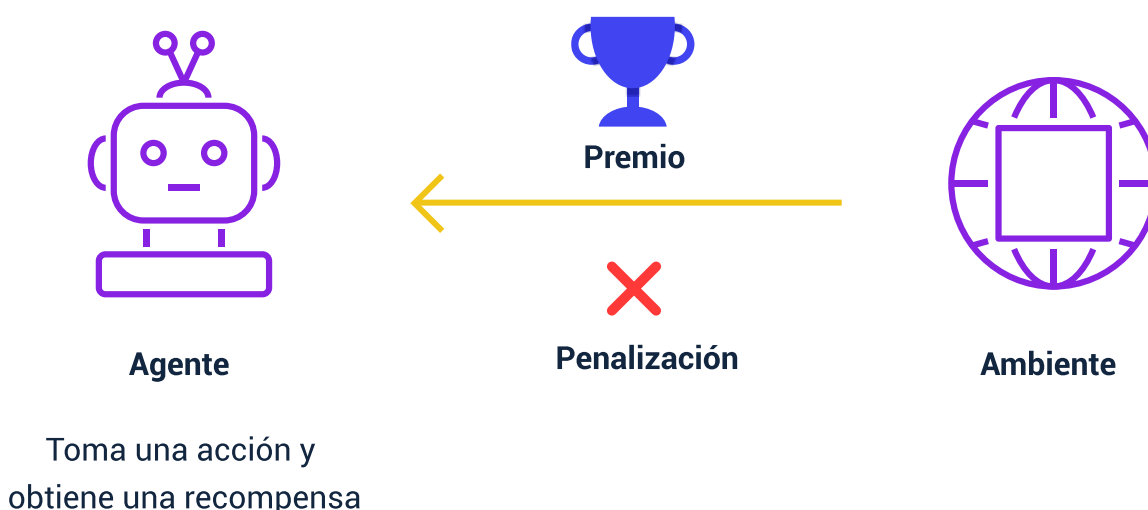 Premio
Penalización
Agente
Ambiente
Toma una acción y
obtiene una recompensa